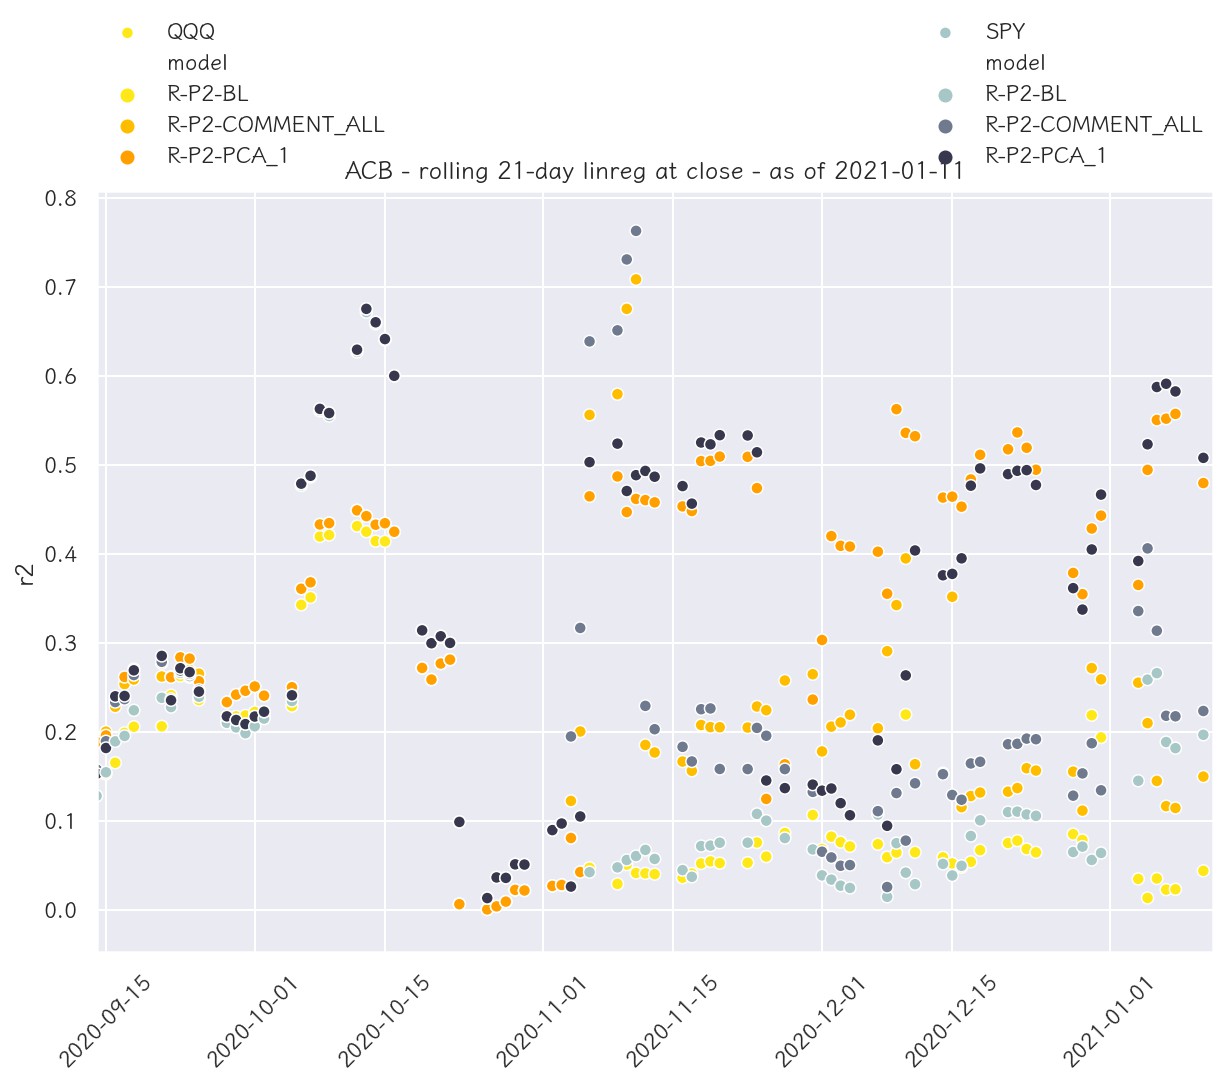 QQQ
model
R-P2-BL
R-P2-COMMENT_ALL
R-P2-PCA_1
SPY
model
R-P2-BL
R-P2-COMMENT_ALL
R-P2-PCA_1
ACB - rolling 21-day linreg at close - as of 2021-01-11
0.8
0.7
0.6
0.5
0.4
0.3
0.2
0.1
0.0
r2
2020-09-15
2020-10-01
2020-10-15
2020-11-01
2020-11-15
2020-12-01
2020-12-15
2021-01-01